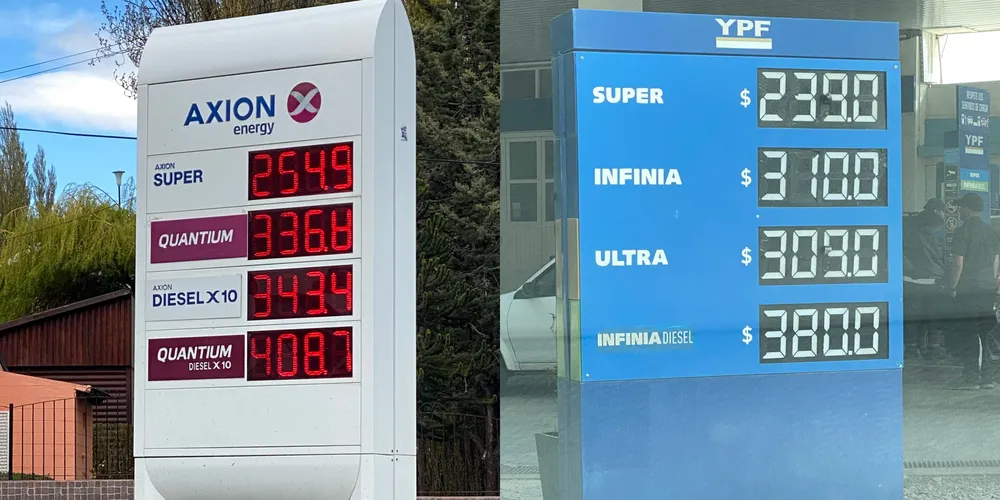 AXION
energy
AXION
SUPER
254.9
QUANTIUM
336.8
AXION
DIESEL X10
343.4
QUANTIUM
DIESEL X10
408.7
YPF
SUPER $ 239.0
INFINIA $ 310.0
ULTRA $ 309.0
INFINIA DIESEL $ 380.0
YPF